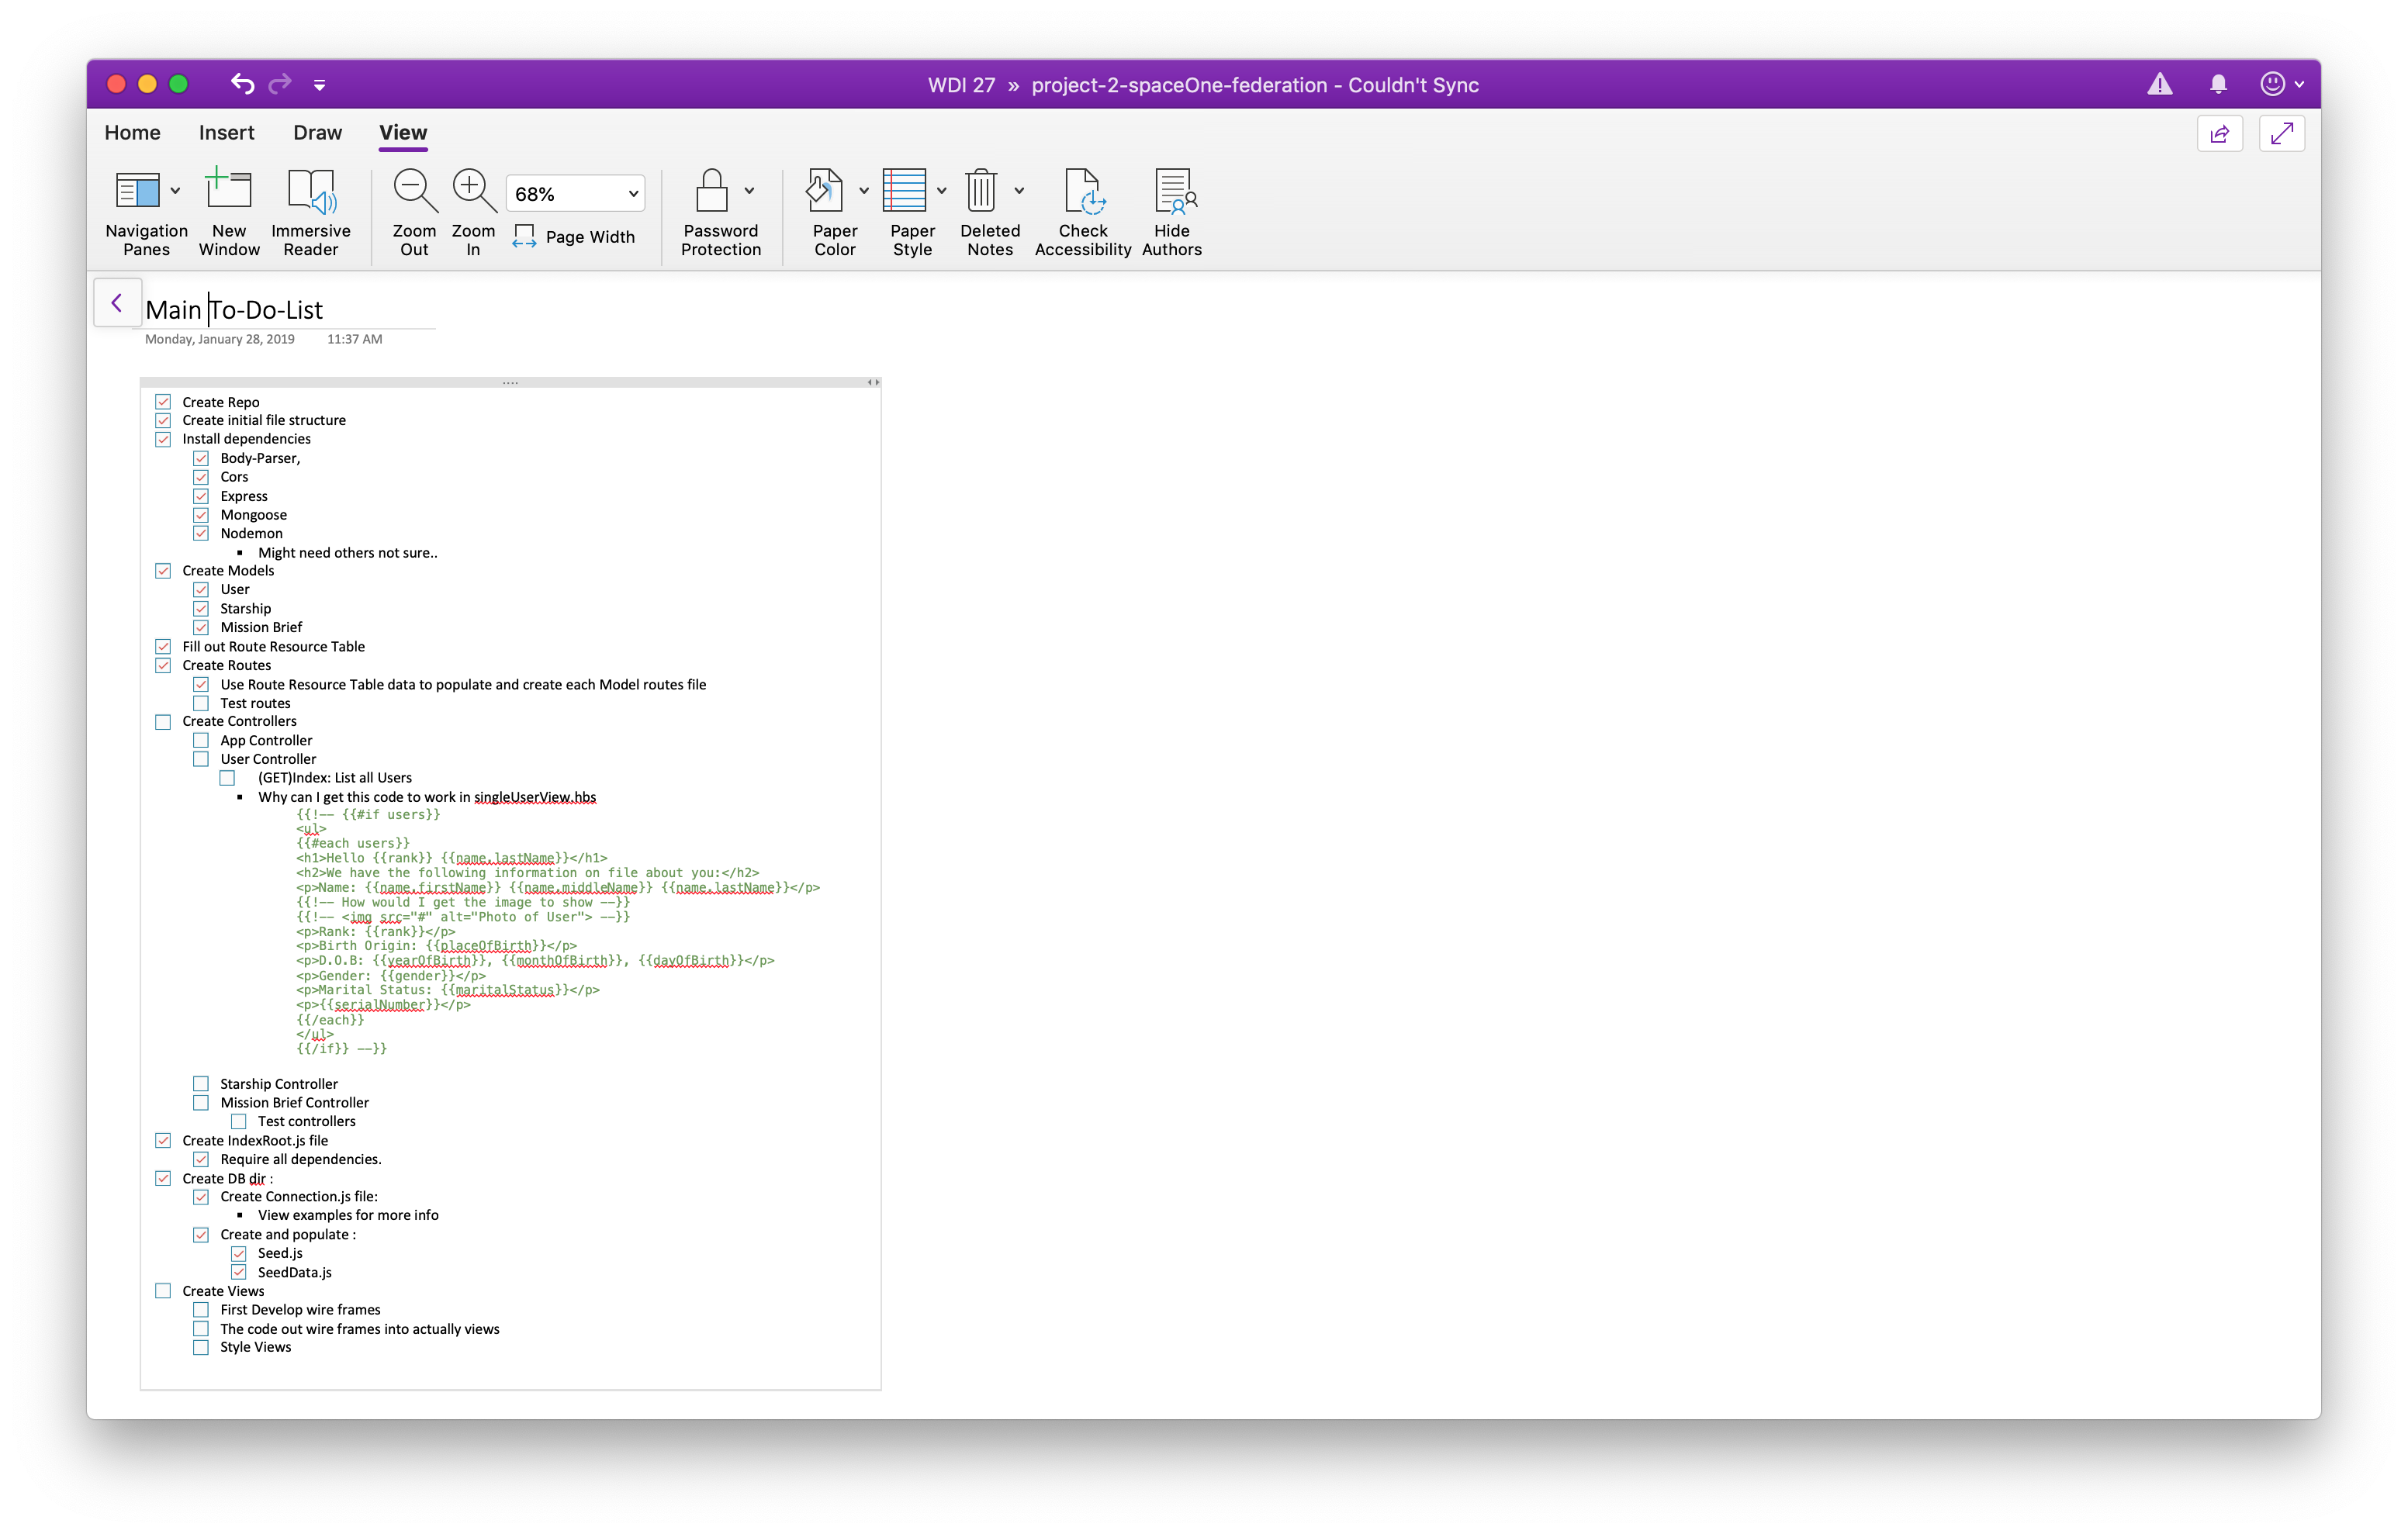 WDI 27 » project-2-spaceOne-federation - Couldn't Sync
Home Insert Draw View
Navigation Panes
New Window
Immersive Reader
Zoom Out
Zoom In
68%
Page Width
Password Protection
Paper Color
Paper Style
Deleted Notes
Check Accessibility
Hide Authors
Main To-Do-List
Monday, January 28, 2019 11:37 AM
Create Repo
Create initial file structure
Install dependencies
Body-Parser,
Cors
Express
Mongoose
Nodemon
▪ Might need others not sure..
Create Models
User
Starship
Mission Brief
Fill out Route Resource Table
Create Routes
Use Route Resource Table data to populate and create each Model routes file
Test routes
Create Controllers
App Controller
User Controller
(GET)Index: List all Users
▪ Why can I get this code to work in singleUserView.hbs
{{!-- {{#if users}}
<ul>
{{#each users}}
<h1>Hello {{rank}} {{name.lastName}}</h1>
<h2>We have the following information on file about you:</h2>
<p>Name: {{name.firstName}} {{name.middleName}} {{name.lastName}}</p>
{{!-- How would I get the image to show --}}
{{!-- <img src="#" alt="Photo of User"> --}}
<p>Rank: {{rank}}</p>
<p>Birth Origin: {{placeOfBirth}}</p>
<p>D.O.B: {{yearOfBirth}}, {{monthOfBirth}}, {{dayOfBirth}}</p>
<p>Gender: {{gender}}</p>
<p>Marital Status: {{maritalStatus}}</p>
<p>{{serialNumber}}</p>
{{/each}}
</ul>
{{/if}} --}}
Starship Controller
Mission Brief Controller
Test controllers
Create IndexRoot.js file
Require all dependencies.
Create DB dir :
Create Connection.js file:
▪ View examples for more info
Create and populate :
Seed.js
SeedData.js
Create Views
First Develop wire frames
The code out wire frames into actually views
Style Views